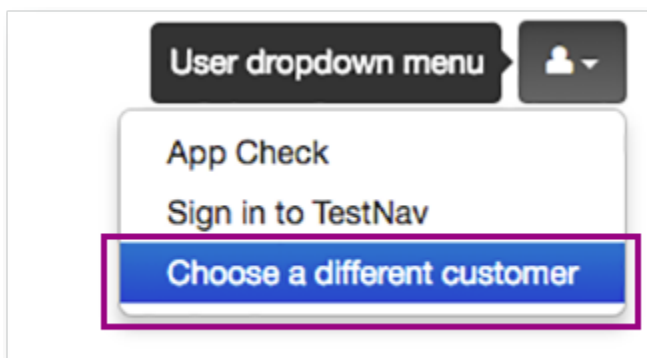 User dropdown menu
App Check
Sign in to TestNav
Choose a different customer